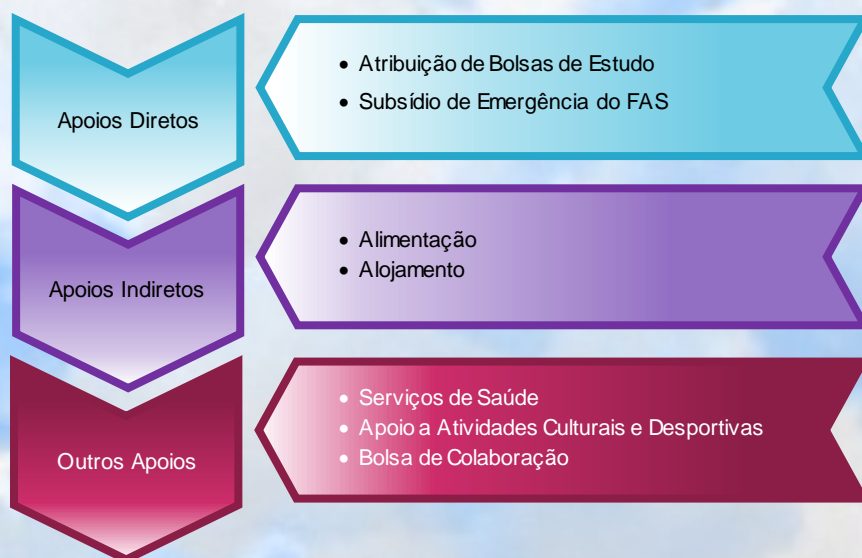 Apoios Diretos
• Atribuição de Bolsas de Estudo
• Subsídio de Emergência do FAS
Apoios Indiretos
• Alimentação
• Alojamento
Outros Apoios
• Serviços de Saúde
• Apoio a Atividades Culturais e Desportivas
• Bolsa de Colaboração